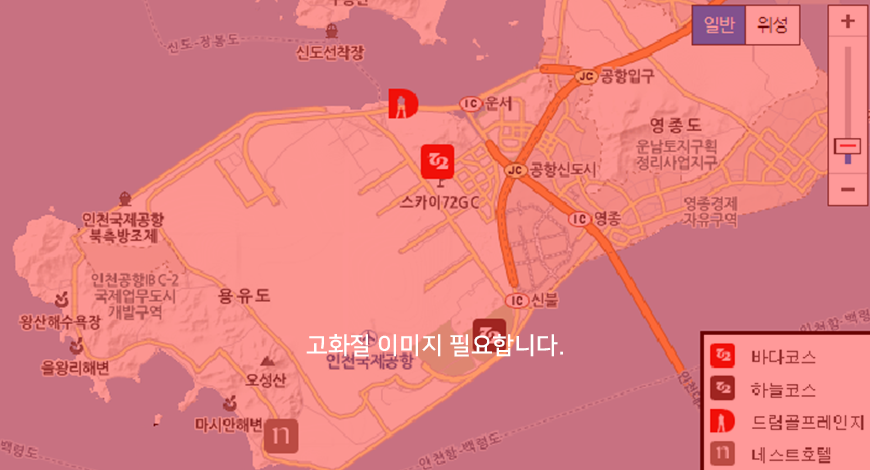 일반 위성
신도-장봉도
신도선착장
JC 공항입구
IC 운서
영종도
운남토지구획
정리사업지구
JC 공항신도시
스카이72GC
영종경제
자유구역
인천국제공항
북측방조제
IC 영종
인천공항IBC-2
국제업무도시
개발구역
용유도
IC 신불
왕산해수욕장
고화질 이미지 필요합니다.
인천국제공항
을왕리해변
오성산
마시안해변
바다코스
하늘코스
드림골프레인지
네스트호텔
인천항-백령도